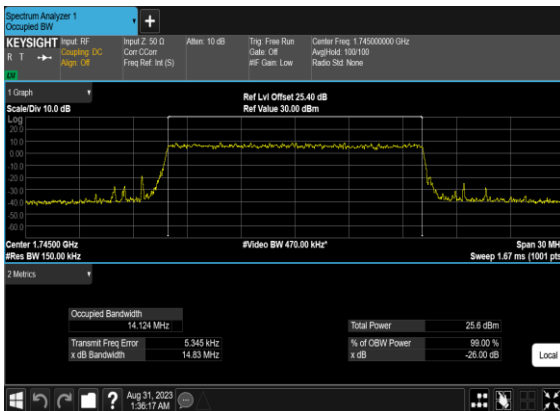 Spectrum Analyzer 1
Occupied BW
+
KEYSIGHT
R T
LV
Input: RF
Coupling: DC
Align: Off
Input Z: 50 Ω
Corr CCorr
Freq Ref: Int (S)
Atten: 10 dB
Trig: Free Run
Gate: Off
#IF Gain: Low
Center Freq: 1.745000000 GHz
Avg|Hold: 100/100
Radio Std: None
1 Graph
Scale/Div 10.0 dB
Ref Lvl Offset 25.40 dB
Ref Value 30.00 dBm
Log
20.0
10.0
0.00
-10.0
-20.0
-30.0
-40.0
-50.0
-60.0
Center 1.74500 GHz
#Res BW 150.00 kHz
#Video BW 470.00 kHz*
Span 30 MH
Sweep 1.67 ms (1001 pts
2 Metrics
Occupied Bandwidth
14.124 MHz
Transmit Freq Error 5.345 kHz
x dB Bandwidth 14.83 MHz
Total Power 25.6 dBm
% of OBW Power 99.00 %
x dB -26.00 dB
Local
?
Aug 31, 2023
1:36:17 AM